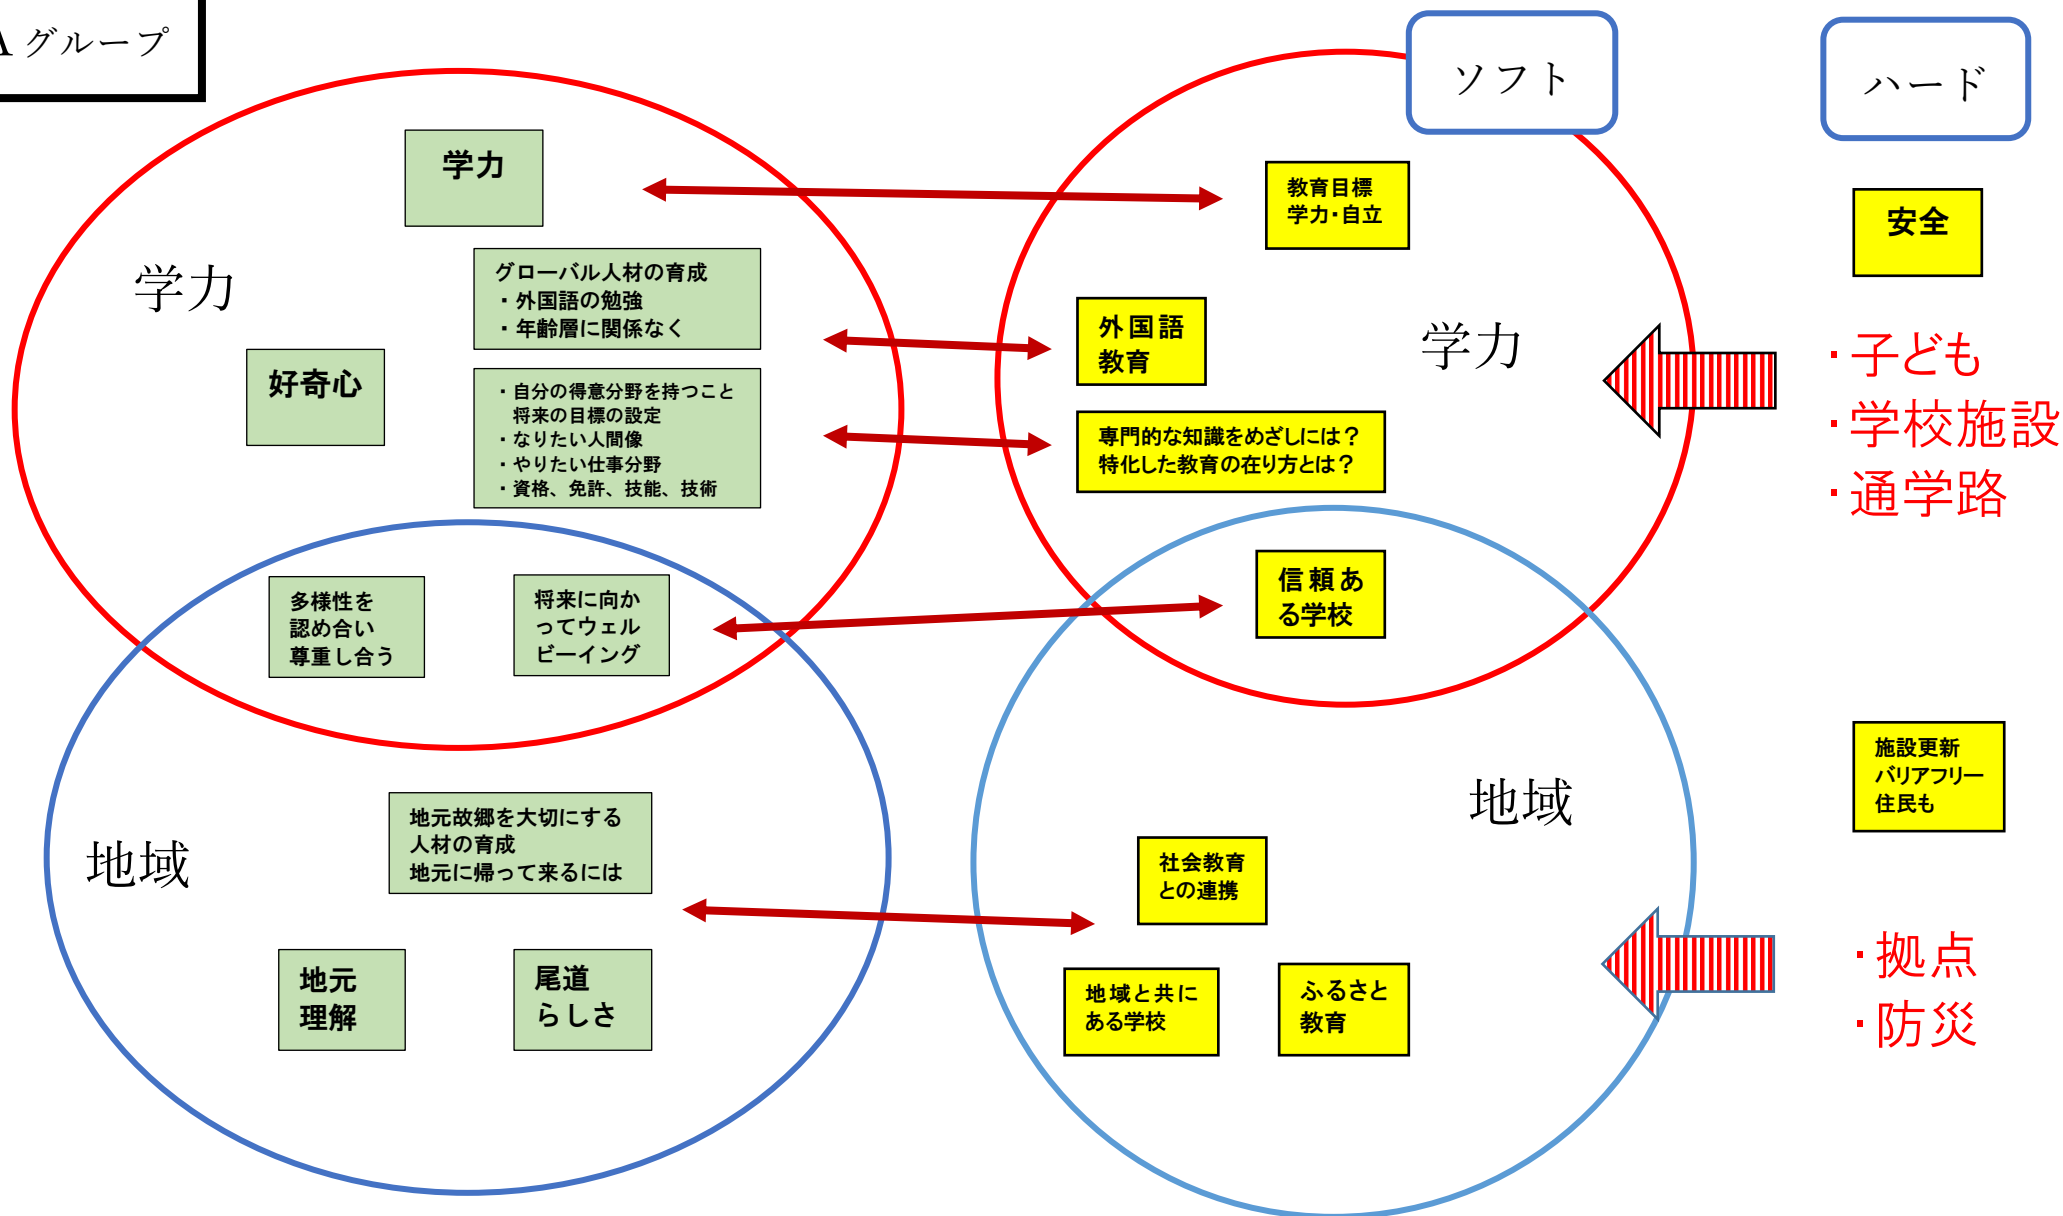 A グループ
ソフト
ハード
学力
学力
グローバル人材の育成
・外国語の勉強
・年齢層に関係なく
好奇心
・自分の得意分野を持つこと
将来の目標の設定
・なりたい人間像
・やりたい仕事分野
・資格、免許、技能、技術
多様性を
認め合い
尊重し合う
将来に向か
ってウェル
ビーイング
地域
地元故郷を大切にする
人材の育成
地元に帰って来るには
地元
理解
尾道
らしさ
教育目標
学力・自立
外国語
教育
学力
専門的な知識をめざしには？
特化した教育の在り方とは？
信頼あ
る学校
地域
社会教育
との連携
地域と共に
ある学校
ふるさと
教育
安全
・子ども
・学校施設
・通学路
施設更新
バリアフリー
住民も
・拠点
・防災